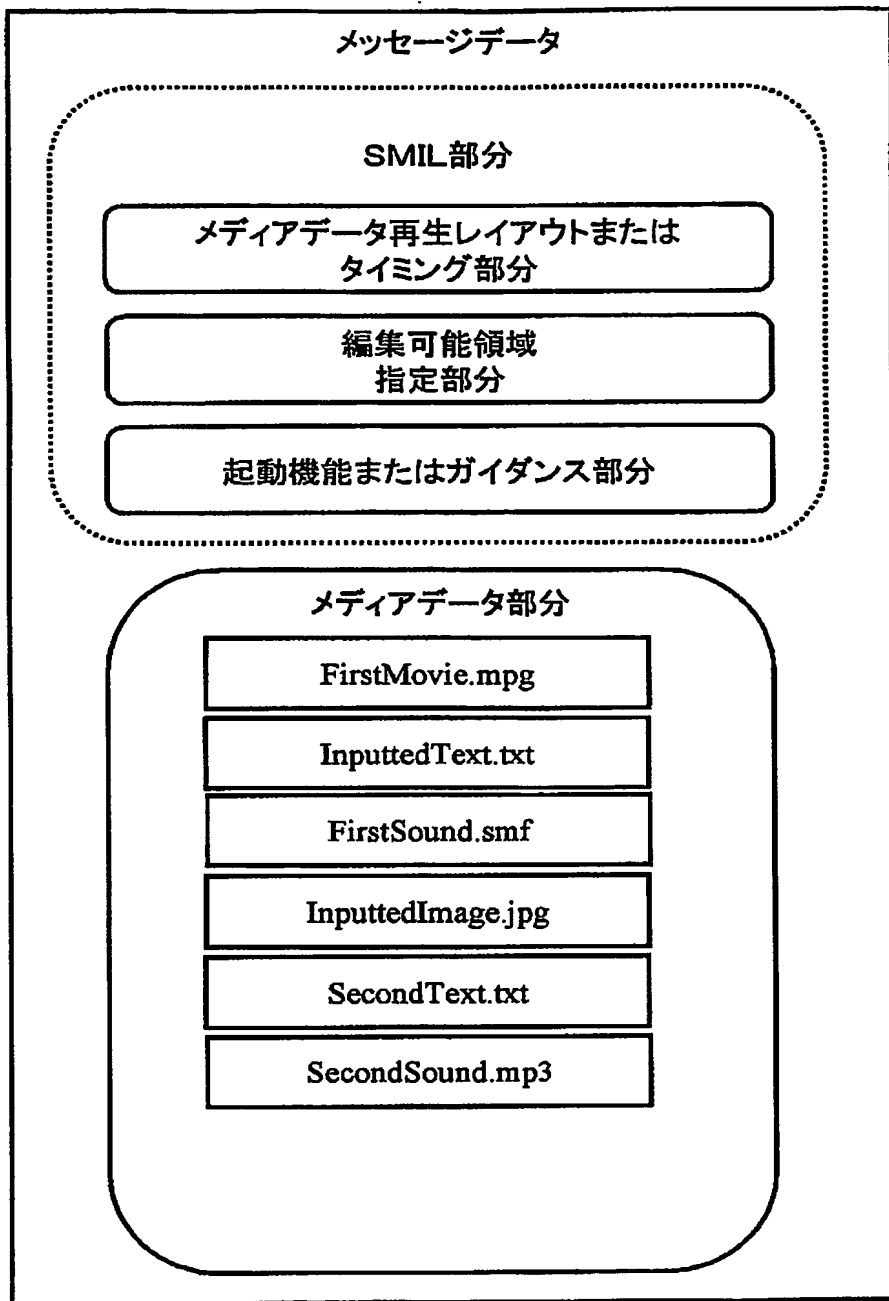 メッセージデータ
SMIL部分
メディアデータ再生レイアウトまたは
タイミング部分
編集可能領域
指定部分
起動機能またはガイダンス部分
メディアデータ部分
FirstMovie.mpg
InputtedText.txt
FirstSound.smf
InputtedImage.jpg
SecondText.txt
SecondSound.mp3